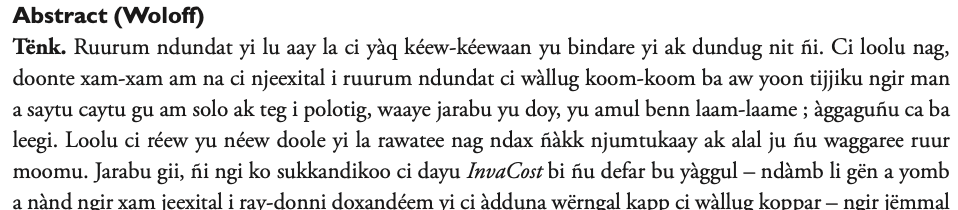 Abstract (Woloff)
Tënk. Ruurum ndundat yi lu aay la ci yàq kéew-kéewaan yu bindare yi ak dundug nit ñi. Ci loolu nag,
doonte xam-xam am na ci njeexital i ruurum ndundat ci wàllug koom-koom ba aw yoon tijjiku ngir man
a saytu caytu gu am solo ak teg i polotig, waaye jarabu yu doy, yu amul benn laam-laame ; àggaguñu ca ba
leegi. Loolu ci réew yu néew doole yi la rawatee nag ndax ñàkk njumtukaay ak alal ju ñu waggaree ruur
moomu. Jarabu gii, ñi ngi ko sukkandikoo ci dayu InvaCost bi ñu defar bu yàggul – ndàmb li gën a yomb
a nànd ngir xam jeexital i ray-donni doxandéem yi ci àdduna wërngal kapp ci wàllug koppar – ngir jëmmal